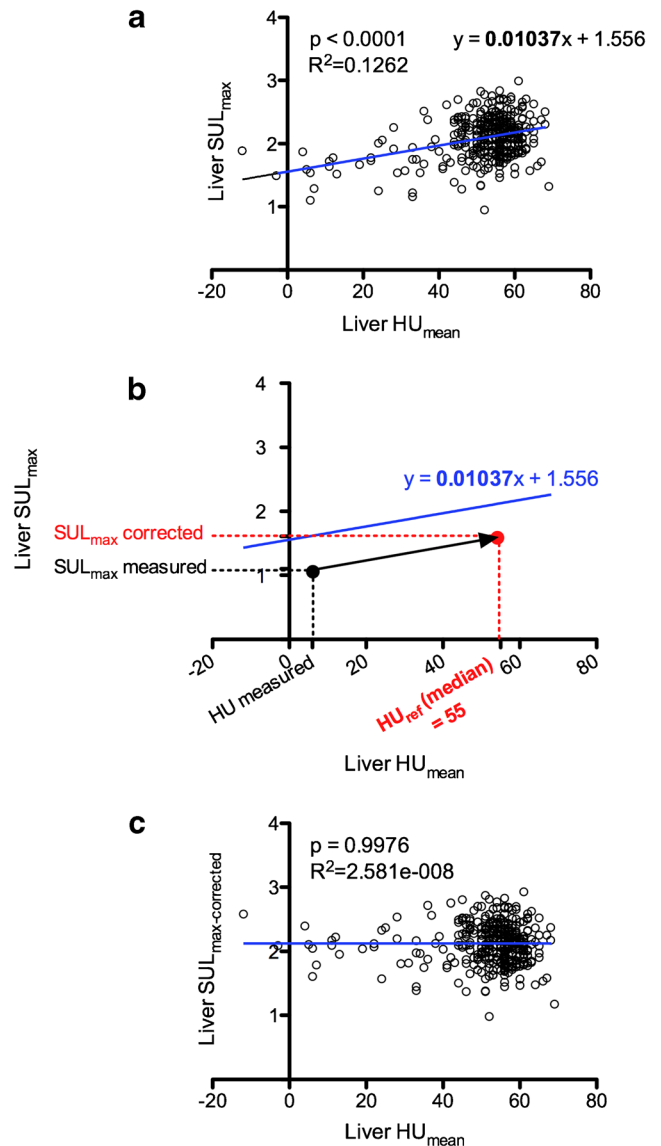 a
p < 0.0001 y = 0.01037x + 1.556
R²=0.1262
4
3
2
1
Liver SULmax
-20 0 20 40 60 80
Liver HUmean
b
4
3
2
1
Liver SULmax
y = 0.01037x + 1.556
SULmax corrected
SULmax measured
-20 0 20 40 60 80
HU measured
HUref (median)
= 55
Liver HUmean
c
p = 0.9976
R²=2.581e-008
4
3
2
1
Liver SULmax-corrected
-20 0 20 40 60 80
Liver HUmean